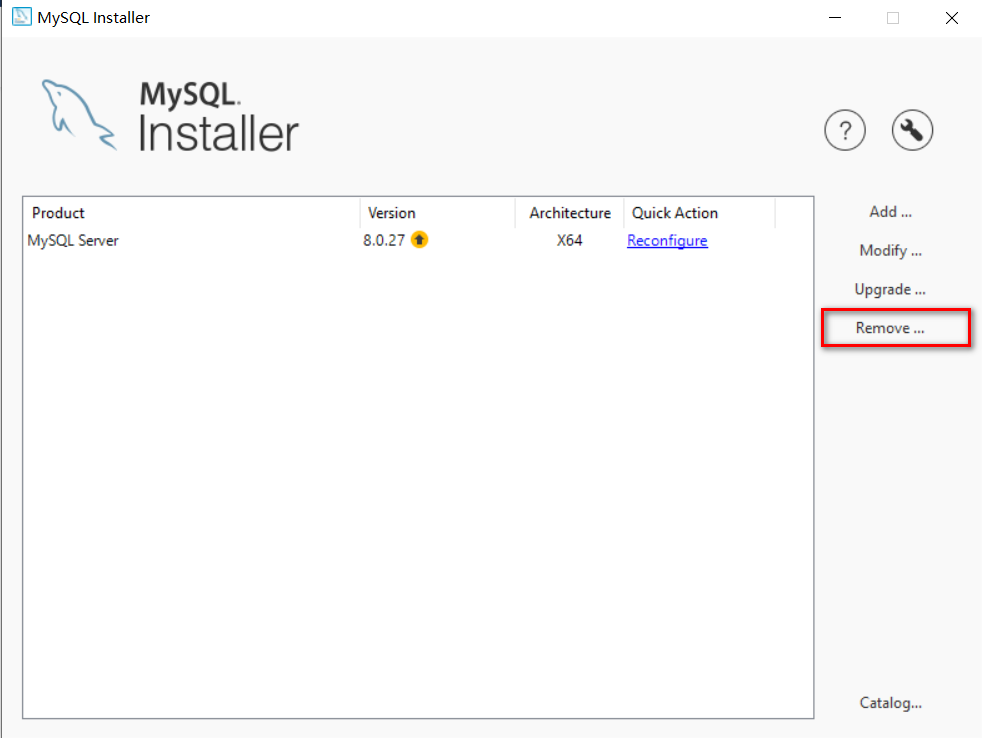 MySQL Installer
MySQL.
Installer
?
Product Version Architecture Quick Action
MySQL Server 8.0.27 X64 Reconfigure
Add ...
Modify ...
Upgrade ...
Remove ...
Catalog...